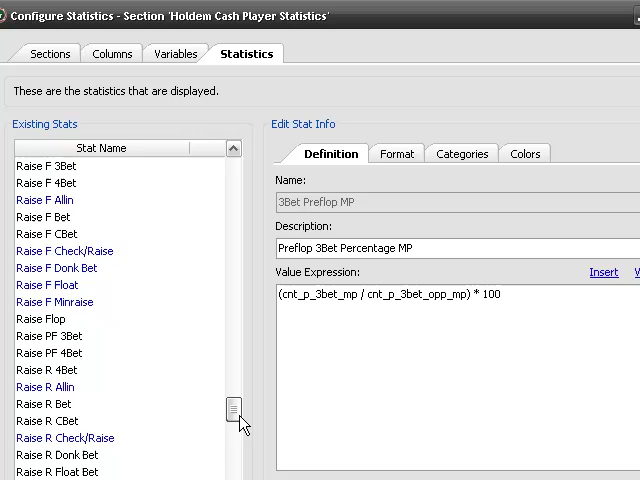 Configure Statistics - Section 'Holdem Cash Player Statistics'
Sections
Columns
Variables
Statistics
These are the statistics that are displayed.
Existing Stats
Stat Name
Raise F 3Bet
Raise F 4Bet
Raise F Allin
Raise F Bet
Raise F CBet
Raise F Check/Raise
Raise F Donk Bet
Raise F Float
Raise F Minraise
Raise Flop
Raise PF 3Bet
Raise PF 4Bet
Raise R 4Bet
Raise R Allin
Raise R Bet
Raise R CBet
Raise R Check/Raise
Raise R Donk Bet
Raise R Float Bet
Edit Stat Info
Definition
Format
Categories
Colors
Name:
3Bet Preflop MP
Description:
Preflop 3Bet Percentage MP
Value Expression:
Insert
(cnt_p_3bet_mp / cnt_p_3bet_opp_mp) * 100